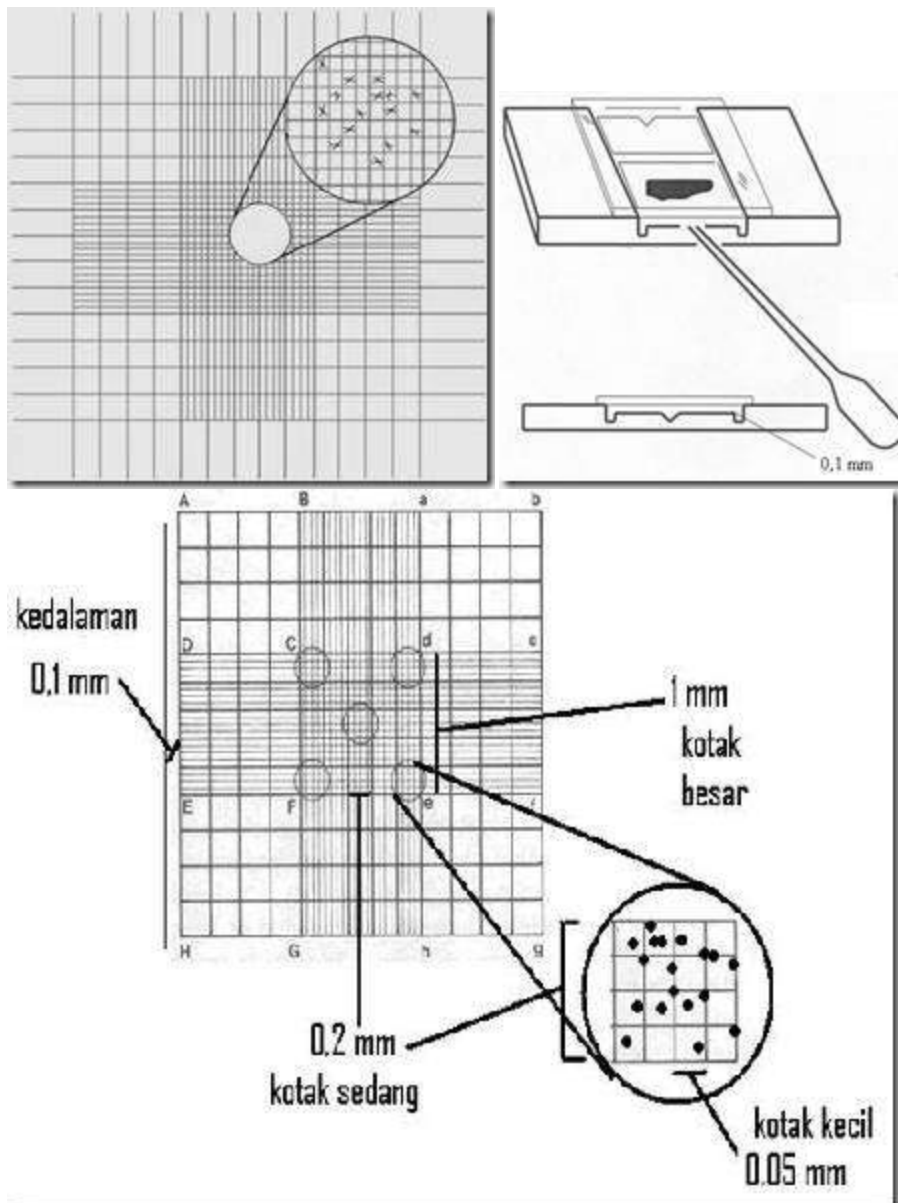 0,1 mm
A B a b
kedalaman
0,1 mm
D C d c
1 mm
kotak
besar
E F e f
H G h g
0,2 mm
kotak sedang
kotak kecil
0,05 mm